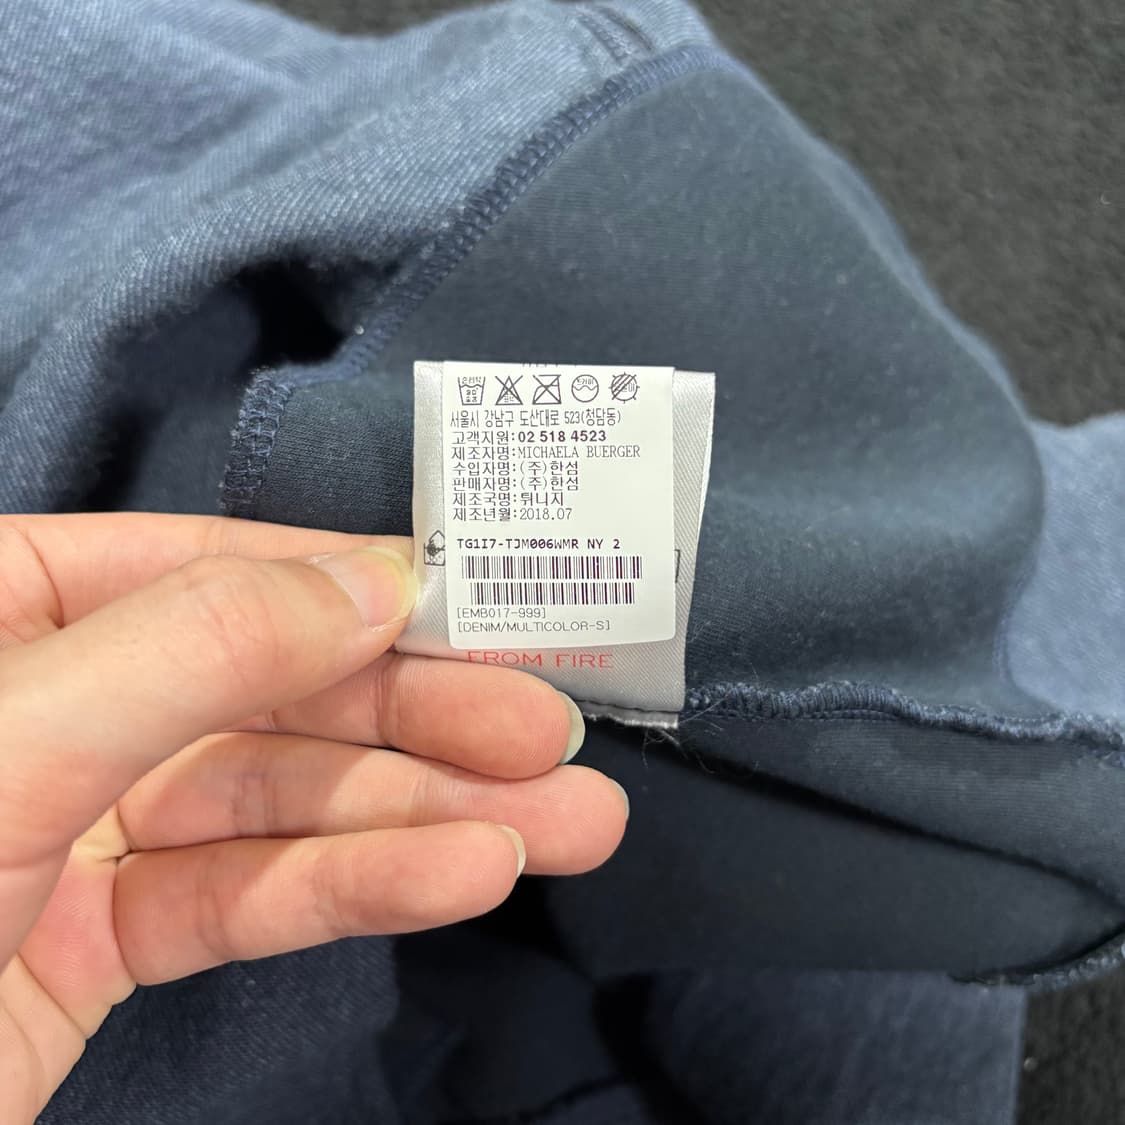 서울시 강남구 도산대로 523(청담동)
고객지원:02 518 4523
제조자명:MICHAELA BUERGER
수입자명:(주)한섬
판매자명:(주)한섬
제조국명:튀니지
제조년월:2018.07
TG1I7-TJM006WMR NY 2
[EMB017-999]
[DENIM/MULTICOLOR-S]
FROM FIRE